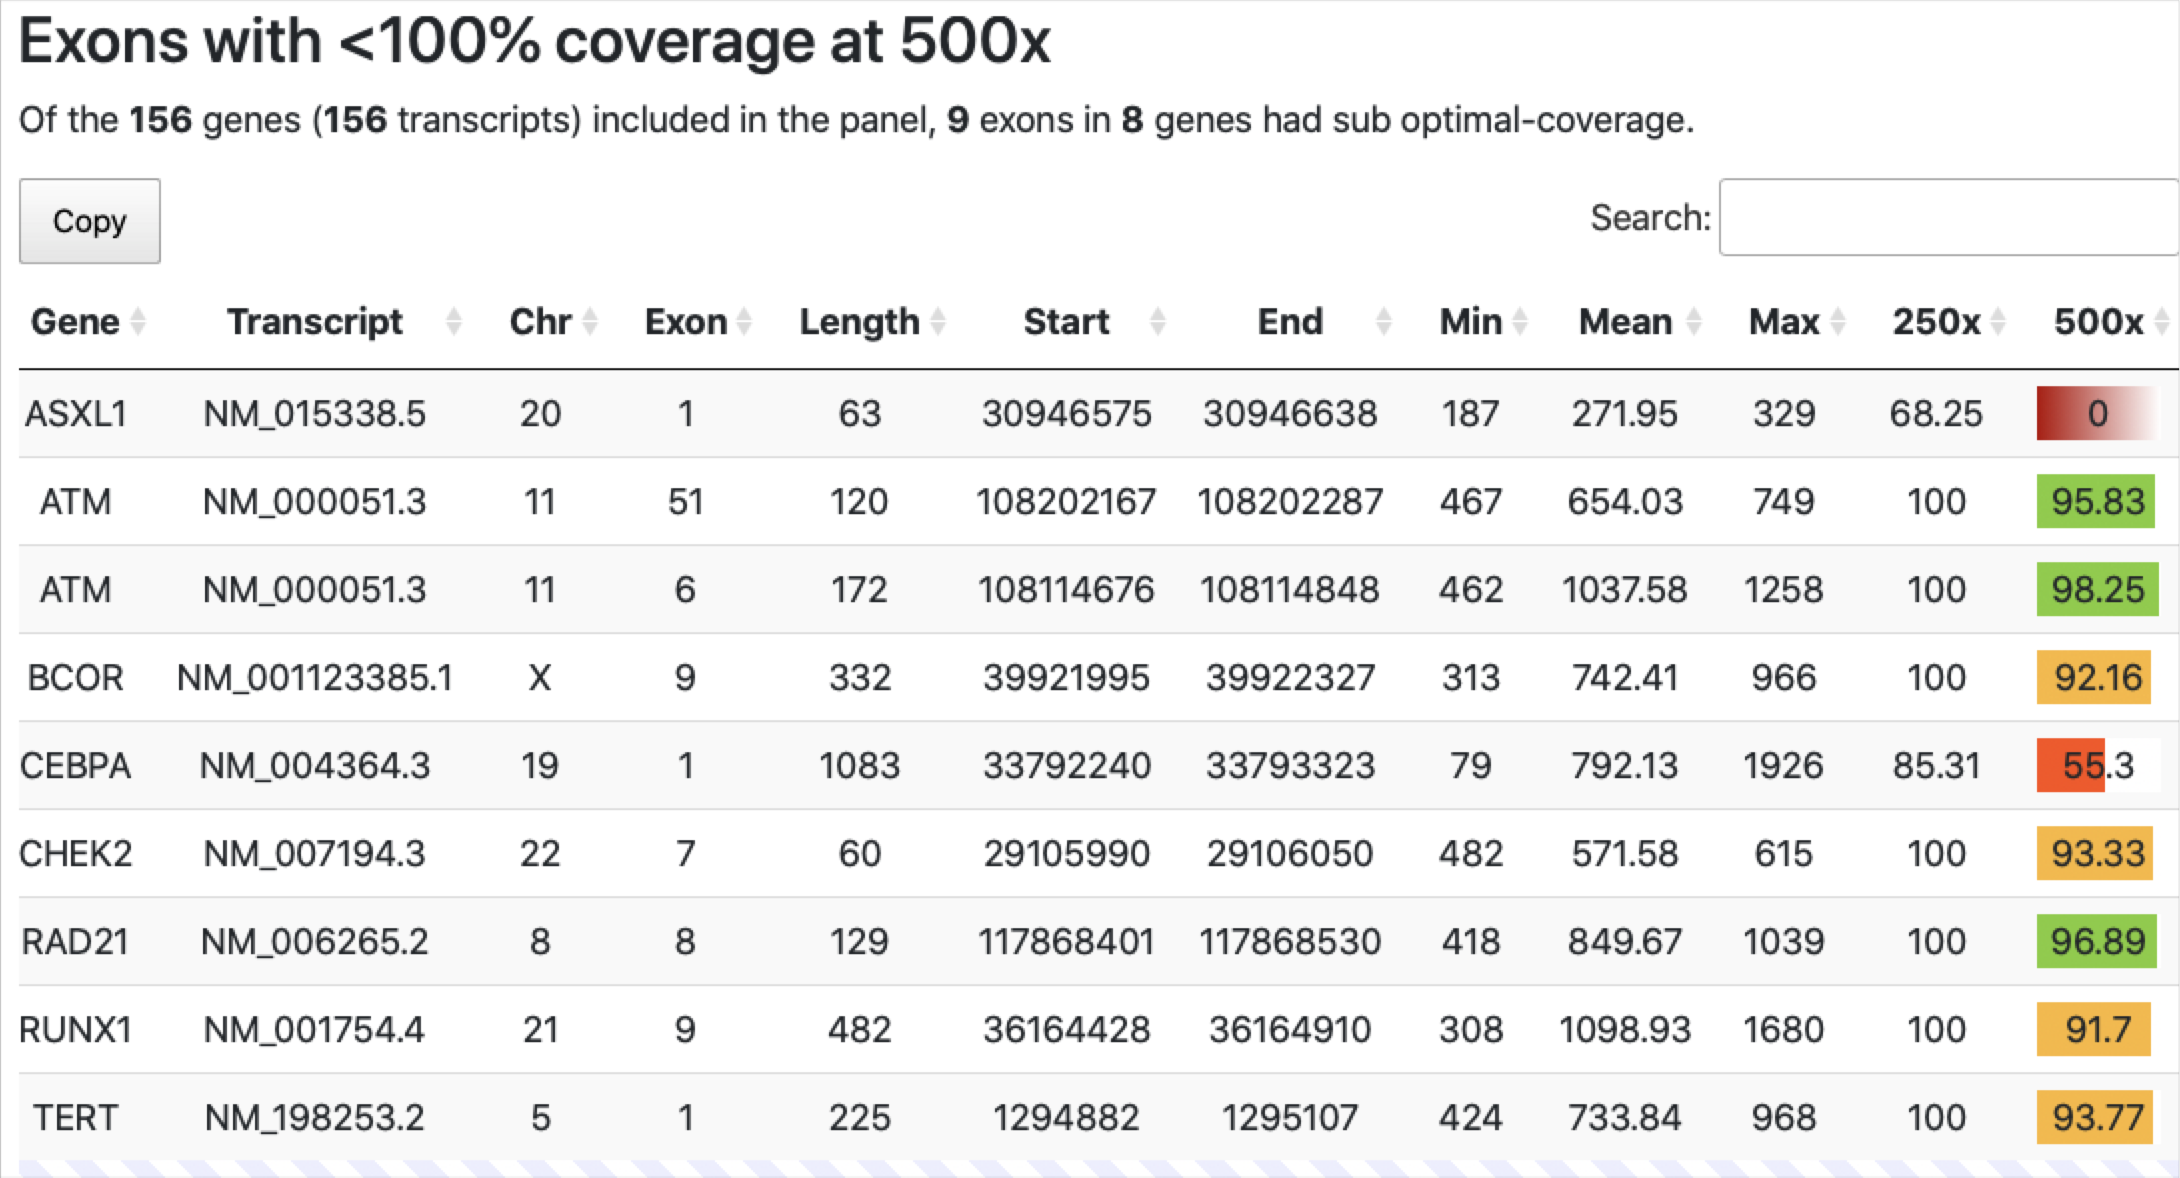 Exons with <100% coverage at 500x
Of the 156 genes (156 transcripts) included in the panel, 9 exons in 8 genes had sub optimal-coverage.
Copy Search:
Gene Transcript Chr Exon Length Start End Min Mean Max 250x 500x
ASXL1 NM_015338.5 20 1 63 30946575 30946638 187 271.95 329 68.25 0
ATM NM_000051.3 11 51 120 108202167 108202287 467 654.03 749 100 95.83
ATM NM_000051.3 11 6 172 108114676 108114848 462 1037.58 1258 100 98.25
BCOR NM_001123385.1 X 9 332 39921995 39922327 313 742.41 966 100 92.16
CEBPA NM_004364.3 19 1 1083 33792240 33793323 79 792.13 1926 85.31 55.3
CHEK2 NM_007194.3 22 7 60 29105990 29106050 482 571.58 615 100 93.33
RAD21 NM_006265.2 8 8 129 117868401 117868530 418 849.67 1039 100 96.89
RUNX1 NM_001754.4 21 9 482 36164428 36164910 308 1098.93 1680 100 91.7
TERT NM_198253.2 5 1 225 1294882 1295107 424 733.84 968 100 93.77